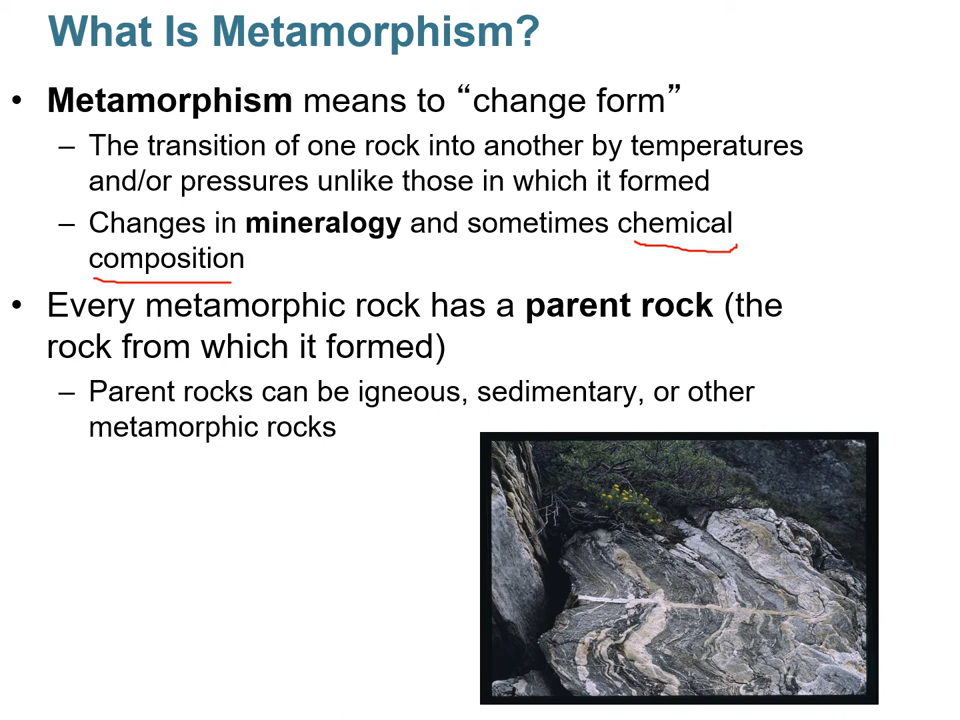 What Is Metamorphism?
• Metamorphism means to “change form”
– The transition of one rock into another by temperatures
and/or pressures unlike those in which it formed
– Changes in mineralogy and sometimes chemical
composition
• Every metamorphic rock has a parent rock (the
rock from which it formed)
– Parent rocks can be igneous, sedimentary, or other
metamorphic rocks